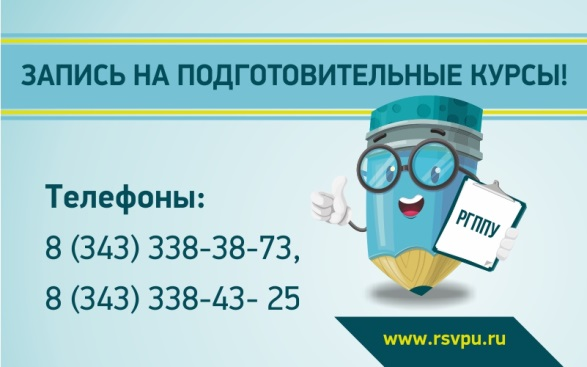 ЗАПИСЬ НА ПОДГОТОВИТЕЛЬНЫЕ КУРСЫ!
Телефоны:
8 (343) 338-38-73,
8 (343) 338-43- 25
РГППУ
www.rsvpu.ru